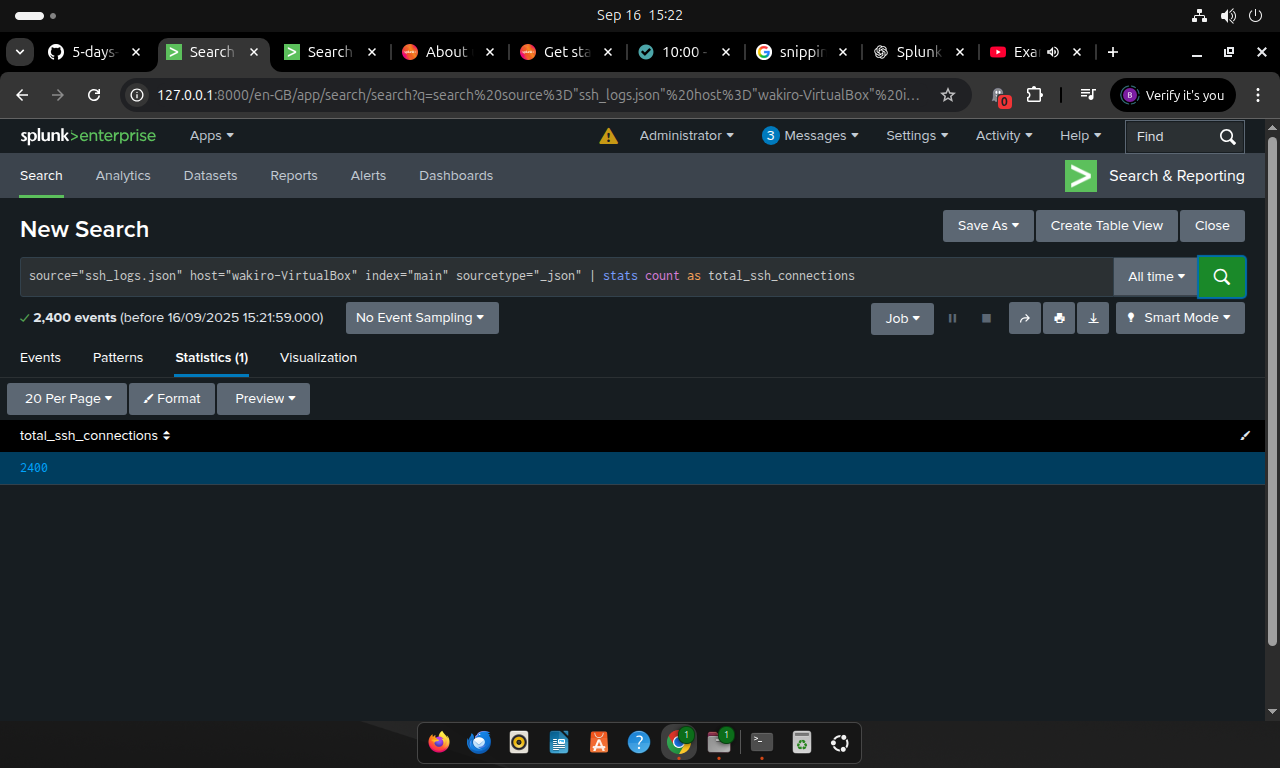 Sep 16 15:22
5-days-
Search
Search
About
Get sta
10:00 -
snippin
Splunk
Exa
127.0.0.1:8000/en-GB/app/search/search?q=search%20source%3D"ssh_logs.json"%20host%3D"wakiro-VirtualBox"%20i...
0
B
Verify it's you
splunk>enterprise
Apps
Administrator
3
Messages
Settings
Activity
Help
Find
Search
Analytics
Datasets
Reports
Alerts
Dashboards
Search & Reporting
New Search
Save As
Create Table View
Close
source="ssh_logs.json" host="wakiro-VirtualBox" index="main" sourcetype="_json" | stats count as total_ssh_connections
All time
2,400 events (before 16/09/2025 15:21:59.000)
No Event Sampling
Job
Smart Mode
Events
Patterns
Statistics (1)
Visualization
20 Per Page
Format
Preview
total_ssh_connections
2400
1
1